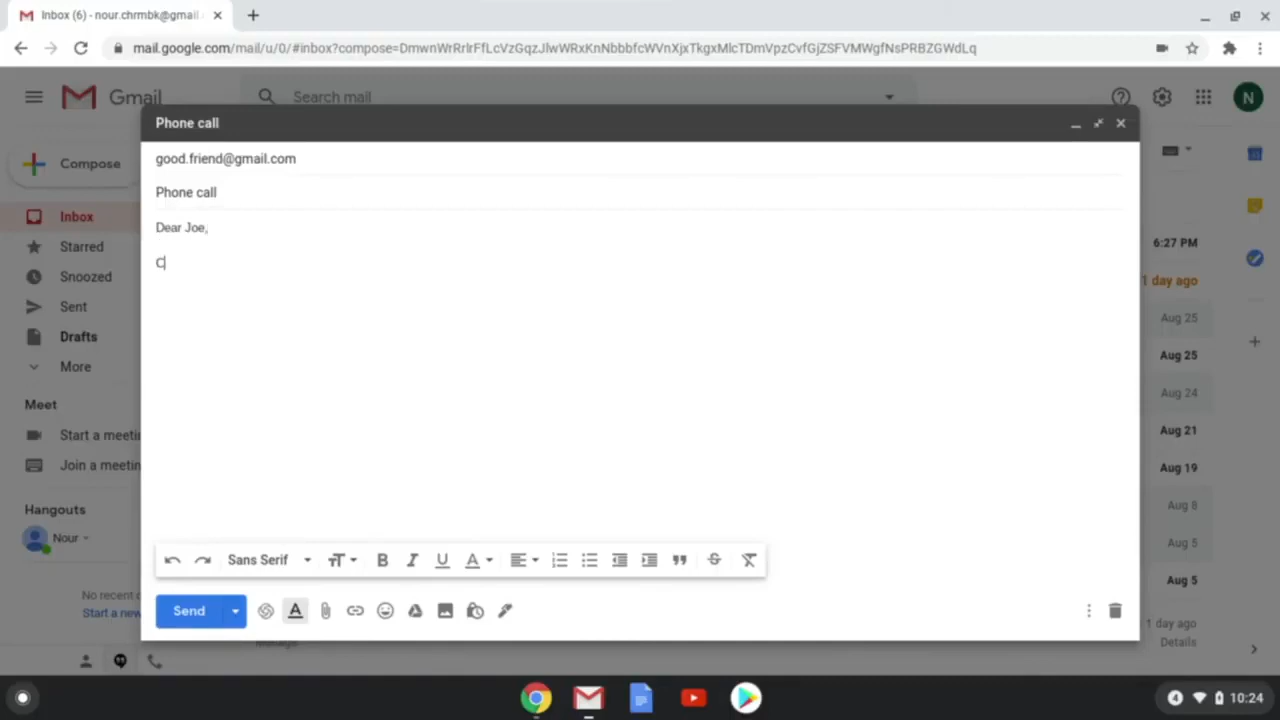 Inbox (6) - nour.chrmbk@gmail
mail.google.com/mail/u/0/#inbox?compose=DmwnWrRrlrFfLcVzGqzJlwWRxKnNbbbfcWVnXjxTkgxMlcTDmVpzCvfGjZSFVMWgfNsPRBZGWdLq
Gmail
Search mail
N
Compose
Inbox
Starred
Snoozed
Sent
Drafts
More
Meet
Start a meetin
Join a meetin
Hangouts
Nour
No recent c
Start a new
Phone call
good.friend@gmail.com
Phone call
Dear Joe,
C
Sans Serif
Send
6:27 PM
1 day ago
Aug 25
Aug 25
Aug 24
Aug 21
Aug 19
Aug 8
Aug 5
Aug 5
1 day ago
Details
4
10:24